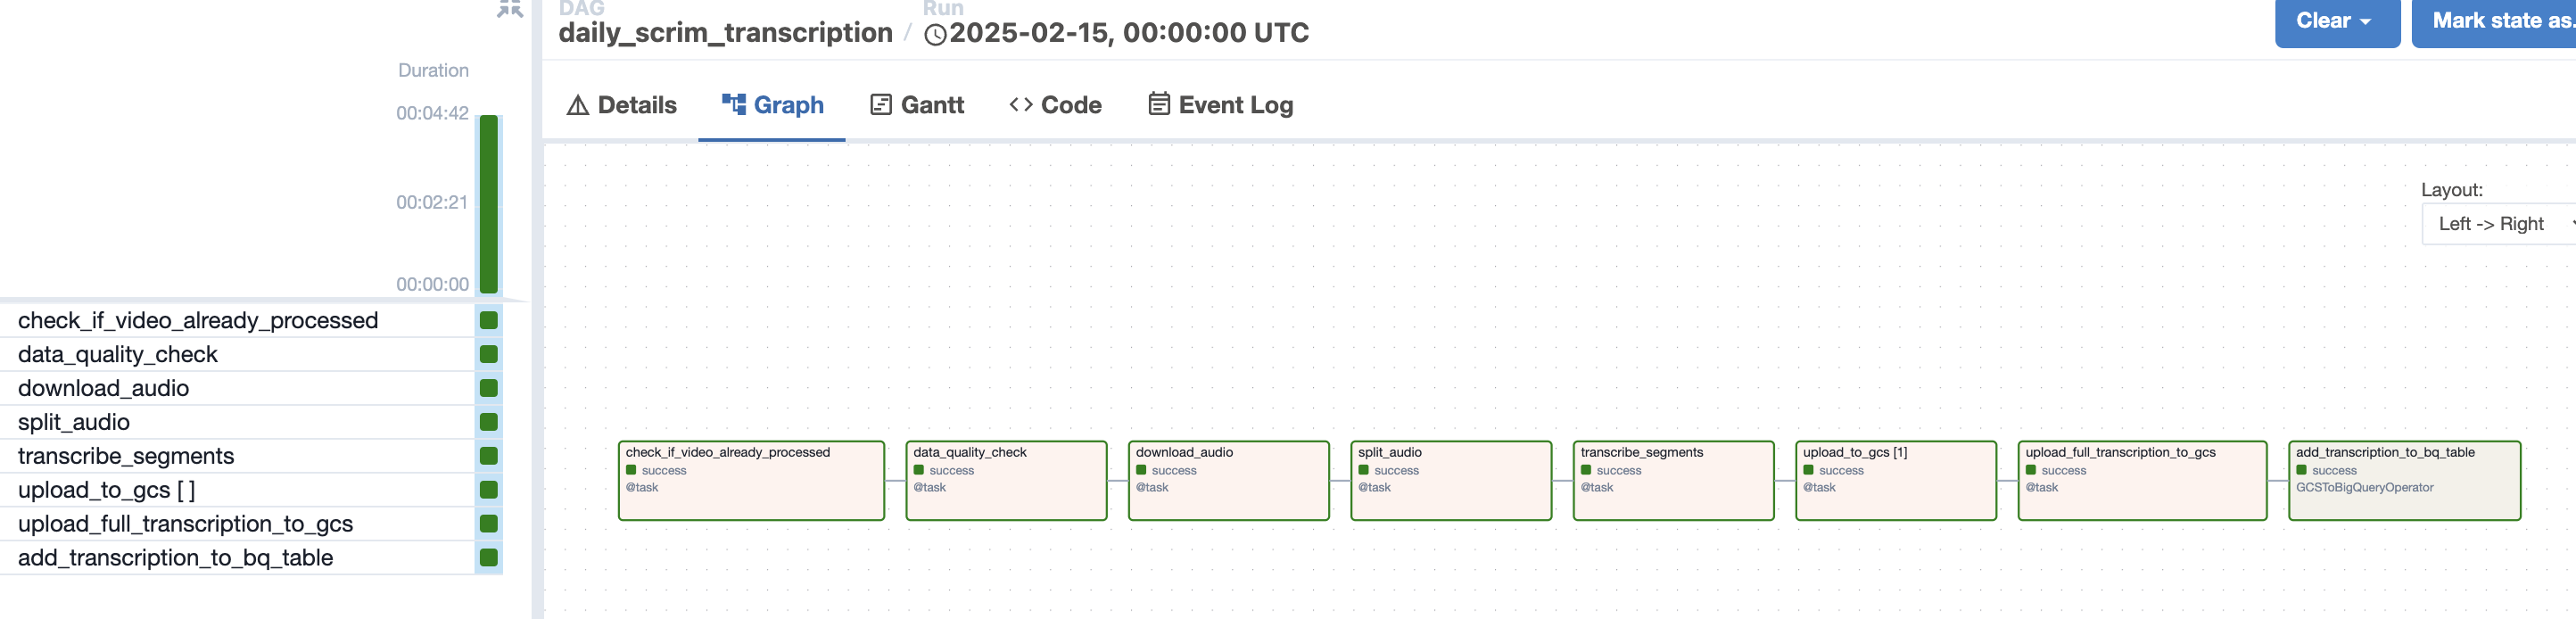 DAG
daily_scrim_transcription / 2025-02-15, 00:00:00 UTC
Run
Clear
Mark state as
Duration
00:04:42
00:02:21
00:00:00
check_if_video_already_processed
data_quality_check
download_audio
split_audio
transcribe_segments
upload_to_gcs [ ]
upload_full_transcription_to_gcs
add_transcription_to_bq_table
Details
Graph
Gantt
Code
Event Log
Layout:
Left -> Right
check_if_video_already_processed
success
@task
data_quality_check
success
@task
download_audio
success
@task
split_audio
success
@task
transcribe_segments
success
@task
upload_to_gcs [1]
success
@task
upload_full_transcription_to_gcs
success
@task
add_transcription_to_bq_table
success
GCSToBigQueryOperator